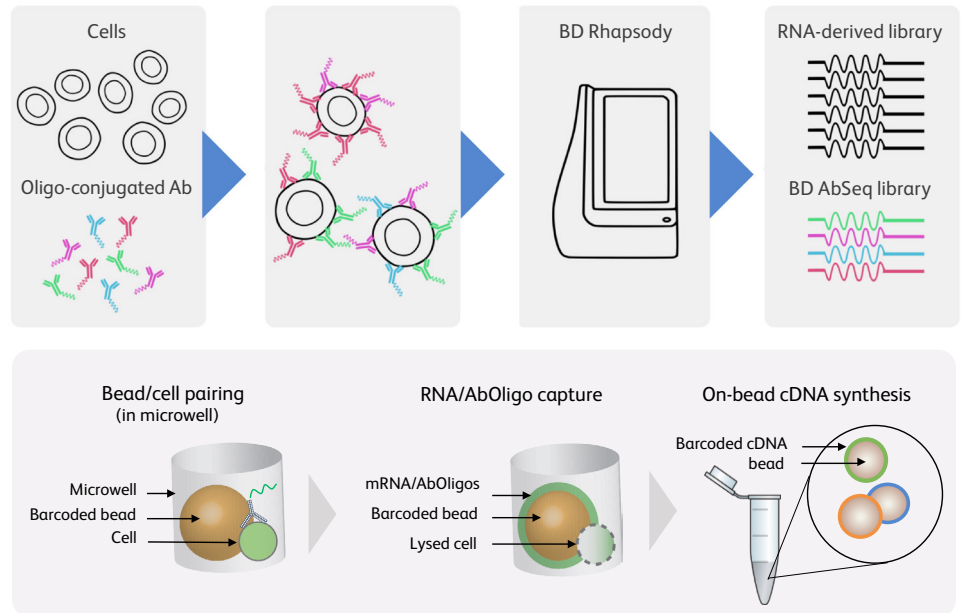 Cells
Oligo-conjugated Ab
BD Rhapsody
RNA-derived library
BD AbSeq library
Bead/cell pairing
(in microwell)
Microwell
Barcoded bead
Cell
RNA/AbOligo capture
mRNA/AbOligos
Barcoded bead
Lysed cell
On-bead cDNA synthesis
Barcoded cDNA
bead